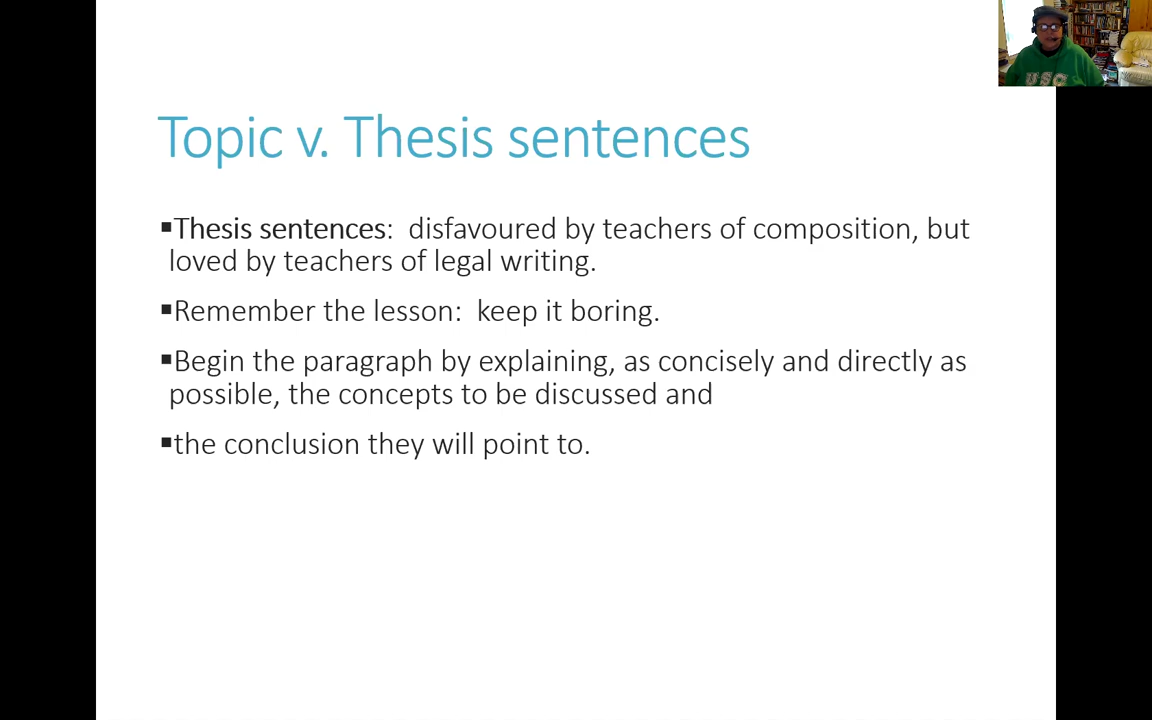 USC
Topic v. Thesis sentences
▪Thesis sentences:  disfavoured by teachers of composition, but
loved by teachers of legal writing.
▪Remember the lesson:  keep it boring.
▪Begin the paragraph by explaining, as concisely and directly as
possible, the concepts to be discussed and
▪the conclusion they will point to.